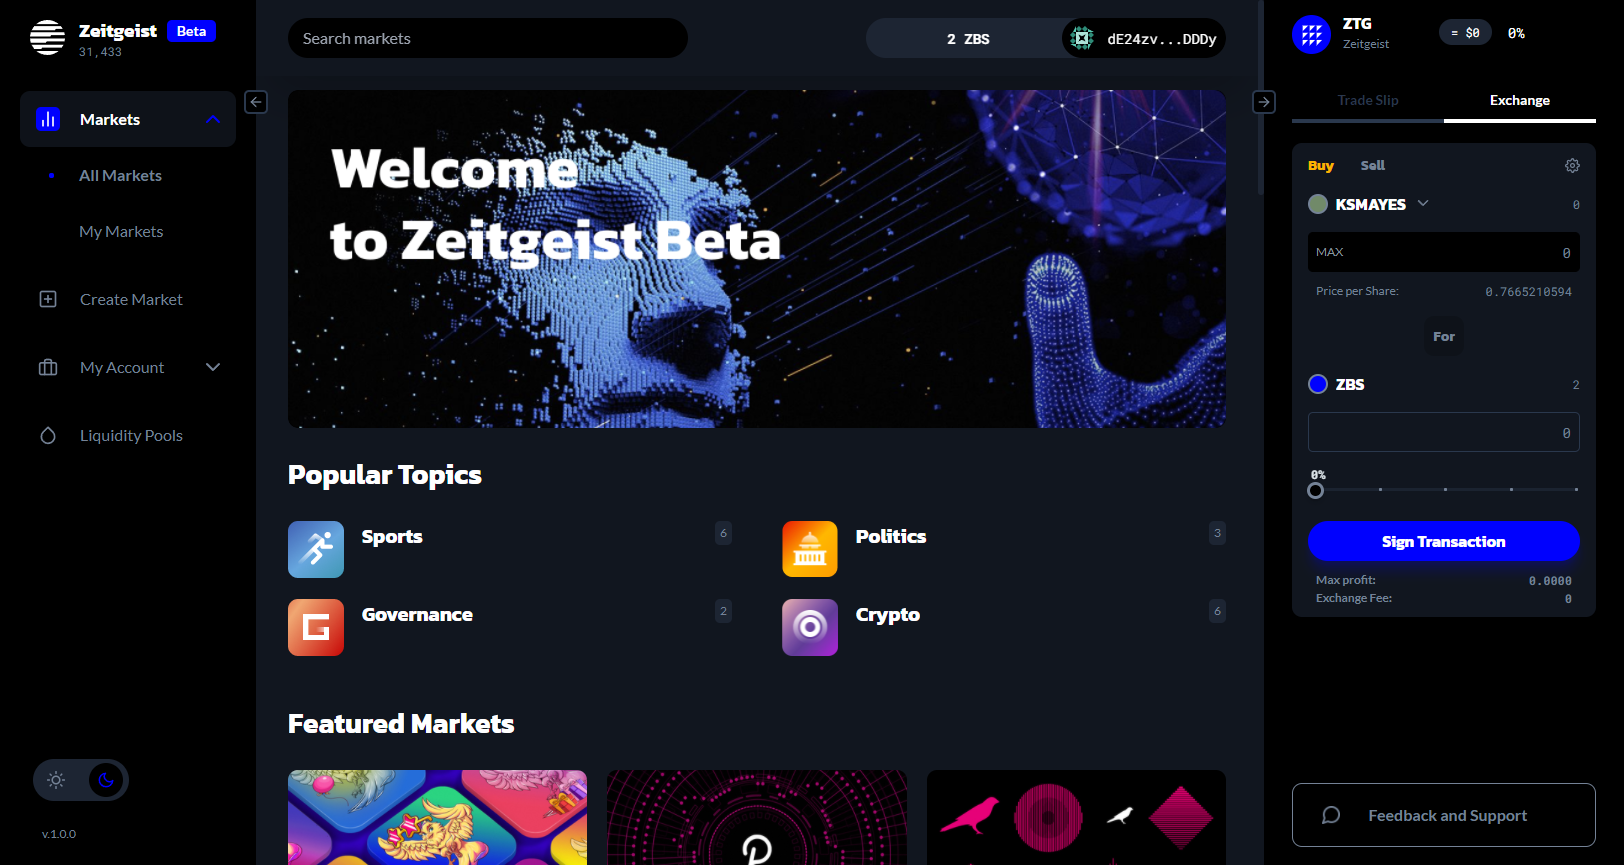 Zeitgeist Beta
31,433
Markets
All Markets
My Markets
Create Market
My Account
Liquidity Pools
v.1.0.0
Search markets
2 ZBS
dE24zv...DDDy
Welcome
to Zeitgeist Beta
Popular Topics
Sports 6
Politics 3
Governance 2
Crypto 6
Featured Markets
ZTG
Zeitgeist
= $0 0%
Trade Slip Exchange
Buy Sell
KSMAYES 0
MAX 0
Price per Share: 0.7665210594
For
ZBS 2
0
0%
Sign Transaction
Max profit: 0.0000
Exchange Fee: 0
Feedback and Support